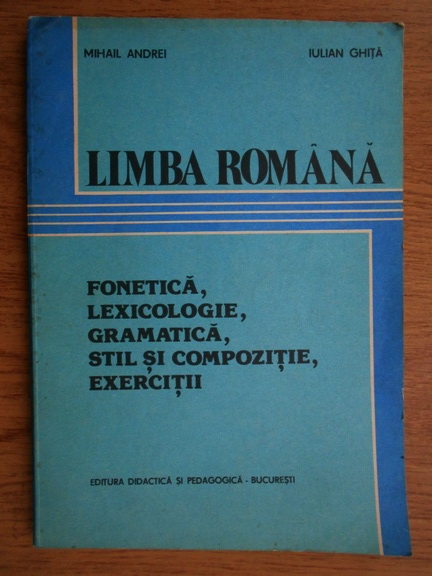 MIHAIL ANDREI IULIAN GHIȚĂ
LIMBA ROMÂNĂ
FONETICĂ,
LEXICOLOGIE,
GRAMATICĂ,
STIL ȘI COMPOZIȚIE,
EXERCIȚII
EDITURA DIDACTICĂ ȘI PEDAGOGICĂ - BUCUREȘTI